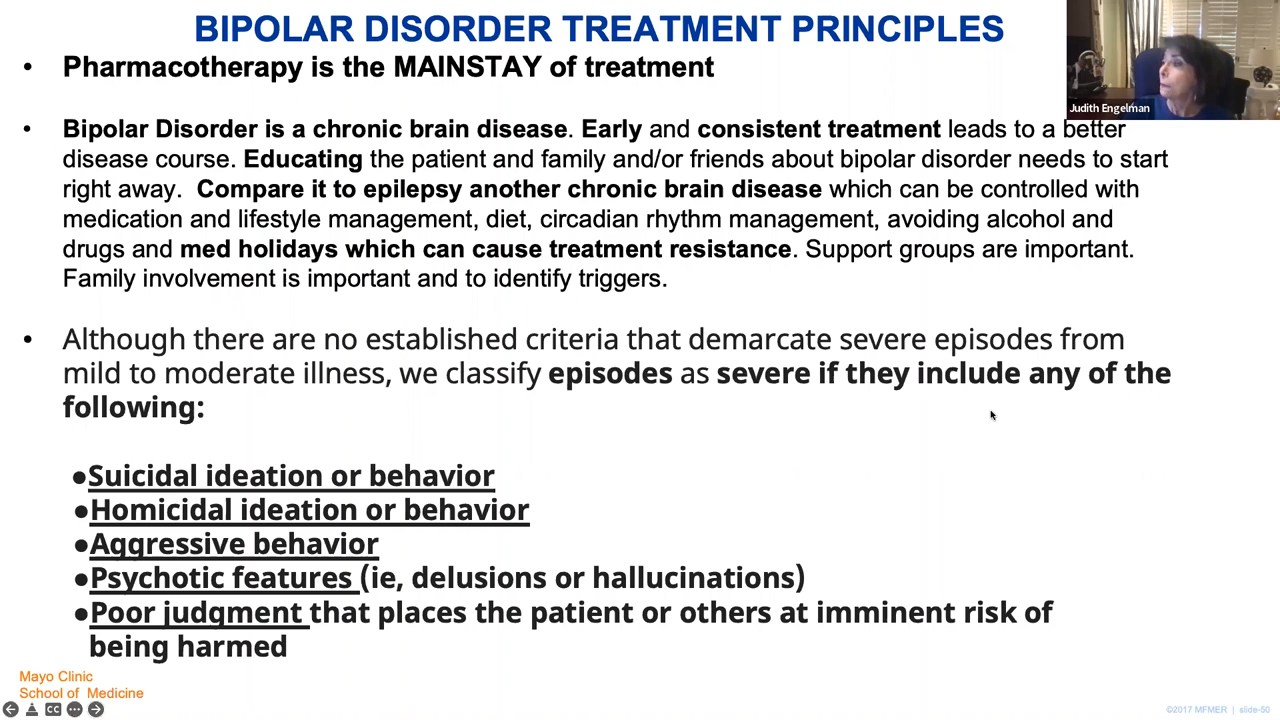 BIPOLAR DISORDER TREATMENT PRINCIPLES
• Pharmacotherapy is the MAINSTAY of treatment
Judith Engelman
• Bipolar Disorder is a chronic brain disease. Early and consistent treatment leads to a better
disease course. Educating the patient and family and/or friends about bipolar disorder needs to start
right away. Compare it to epilepsy another chronic brain disease which can be controlled with
medication and lifestyle management, diet, circadian rhythm management, avoiding alcohol and
drugs and med holidays which can cause treatment resistance. Support groups are important.
Family involvement is important and to identify triggers.
• Although there are no established criteria that demarcate severe episodes from
mild to moderate illness, we classify episodes as severe if they include any of the
following:
●Suicidal ideation or behavior
●Homicidal ideation or behavior
●Aggressive behavior
●Psychotic features (ie, delusions or hallucinations)
●Poor judgment that places the patient or others at imminent risk of
being harmed
Mayo Clinic
School of Medicine
CC
©2017 MFMER | slide-50